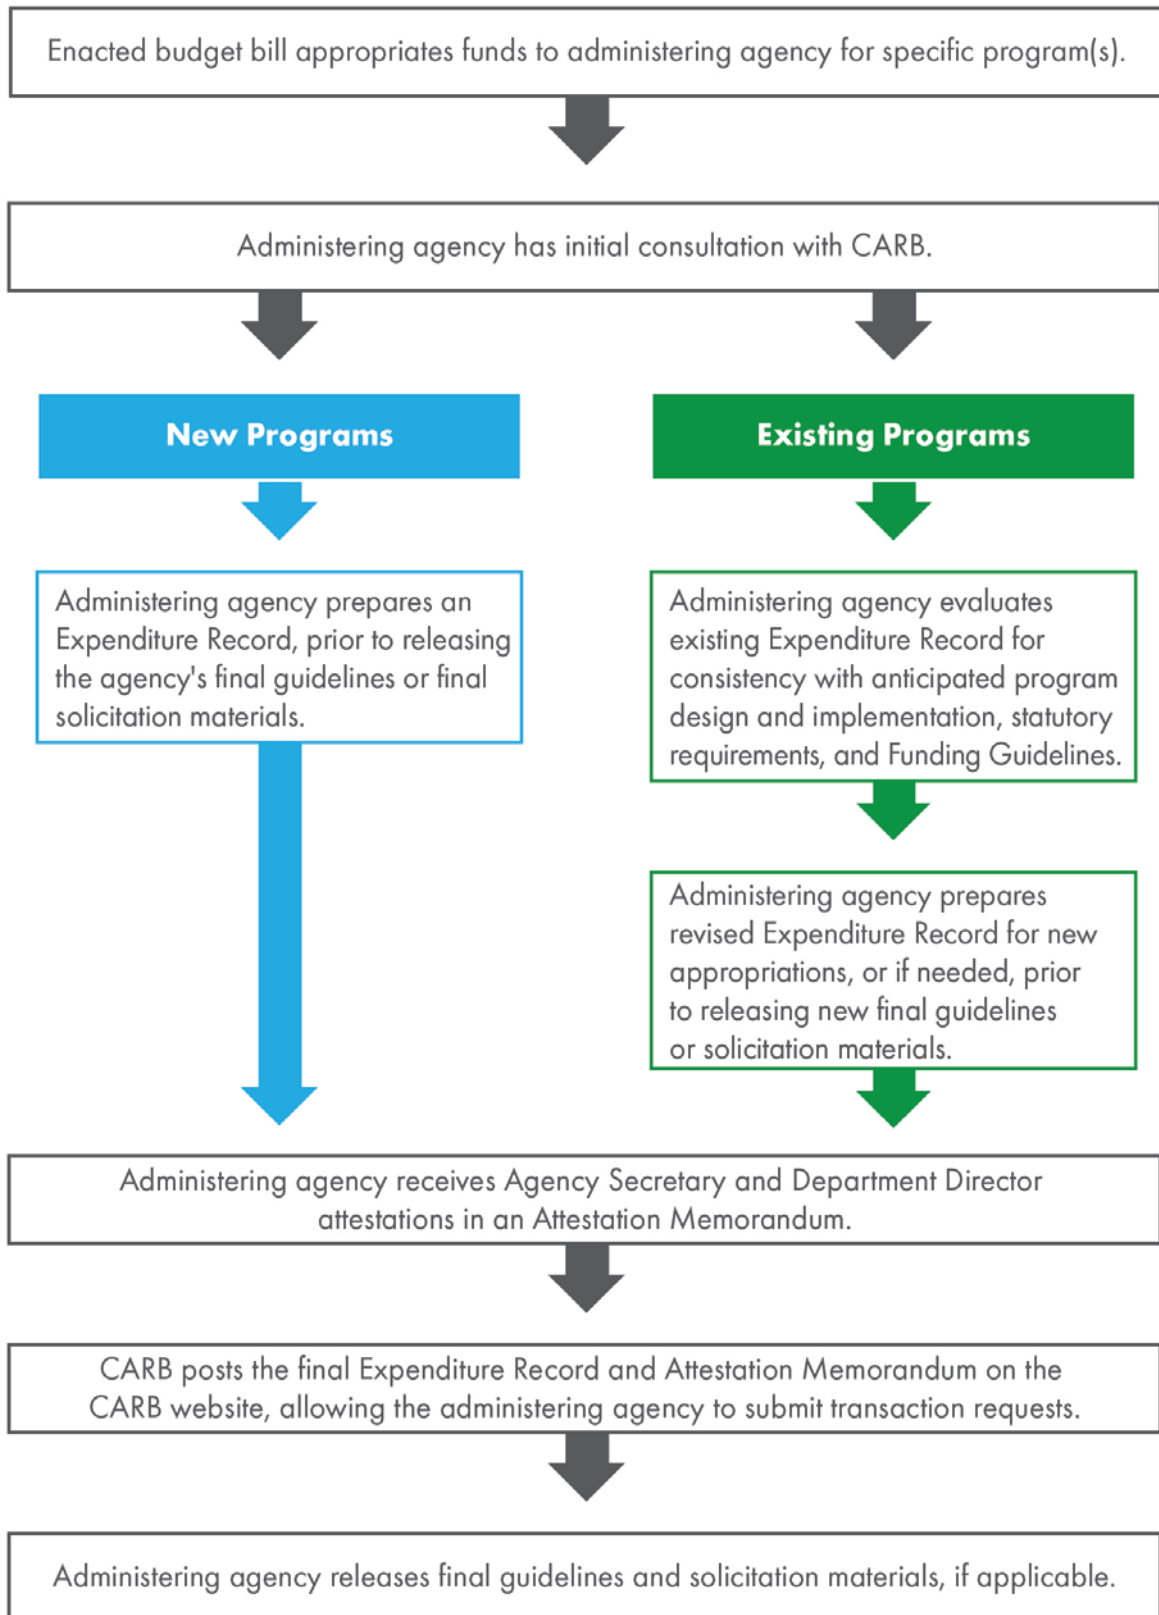 Enacted budget bill appropriates funds to administering agency for specific program(s).
Administering agency has initial consultation with CARB.
New Programs
Administering agency prepares an
Expenditure Record, prior to releasing
the agency's final guidelines or final
solicitation materials.
Existing Programs
Administering agency evaluates
existing Expenditure Record for
consistency with anticipated program
design and implementation, statutory
requirements, and Funding Guidelines.
Administering agency prepares
revised Expenditure Record for new
appropriations, or if needed, prior
to releasing new final guidelines
or solicitation materials.
Administering agency receives Agency Secretary and Department Director
attestations in an Attestation Memorandum.
CARB posts the final Expenditure Record and Attestation Memorandum on the
CARB website, allowing the administering agency to submit transaction requests.
Administering agency releases final guidelines and solicitation materials, if applicable.